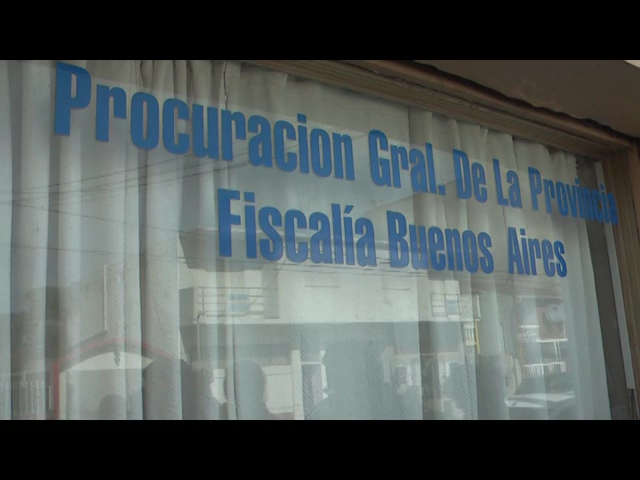 Procuracion Gral. De La Provincia
Fiscalía Buenos Aires